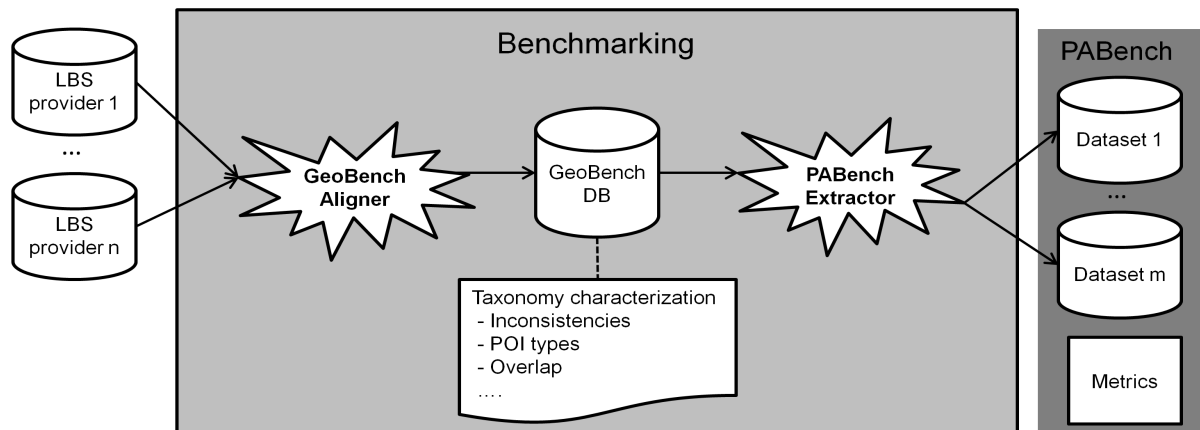 Benchmarking
LBS
provider 1
...
LBS
provider n
GeoBench
Aligner
GeoBench
DB
Taxonomy characterization
- Inconsistencies
- POI types
- Overlap
....
PABench
Extractor
PABench
Dataset 1
...
Dataset m
Metrics